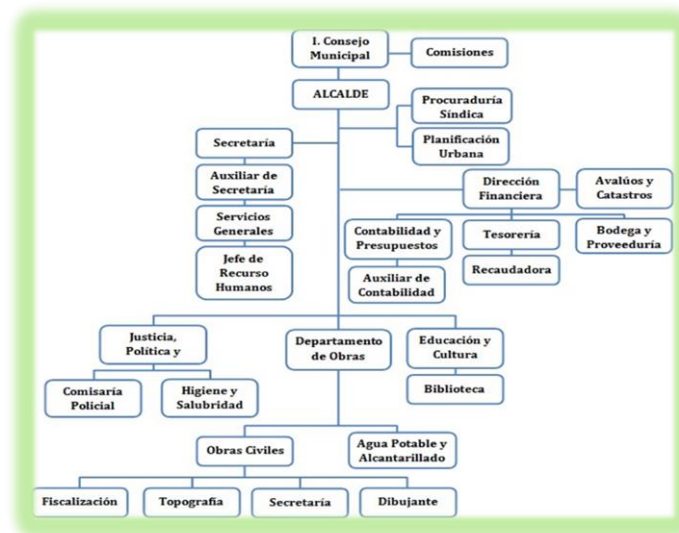 I. Consejo
Municipal
Comisiones
ALCALDE
Procuraduría
Síndica
Secretaría
Planificación
Urbana
Auxiliar de
Secretaría
Dirección
Financiera
Avalúos y
Catastros
Servicios
Generales
Contabilidad y
Presupuestos
Tesorería
Bodega y
Proveeduría
Jefe de
Recurso
Humanos
Auxiliar de
Contabilidad
Recaudadora
Justicia,
Política y
Departamento
de Obras
Educación y
Cultura
Comisaría
Policial
Higiene y
Salubridad
Biblioteca
Obras Civiles
Agua Potable y
Alcantarillado
Fiscalización
Topografía
Secretaría
Dibujante